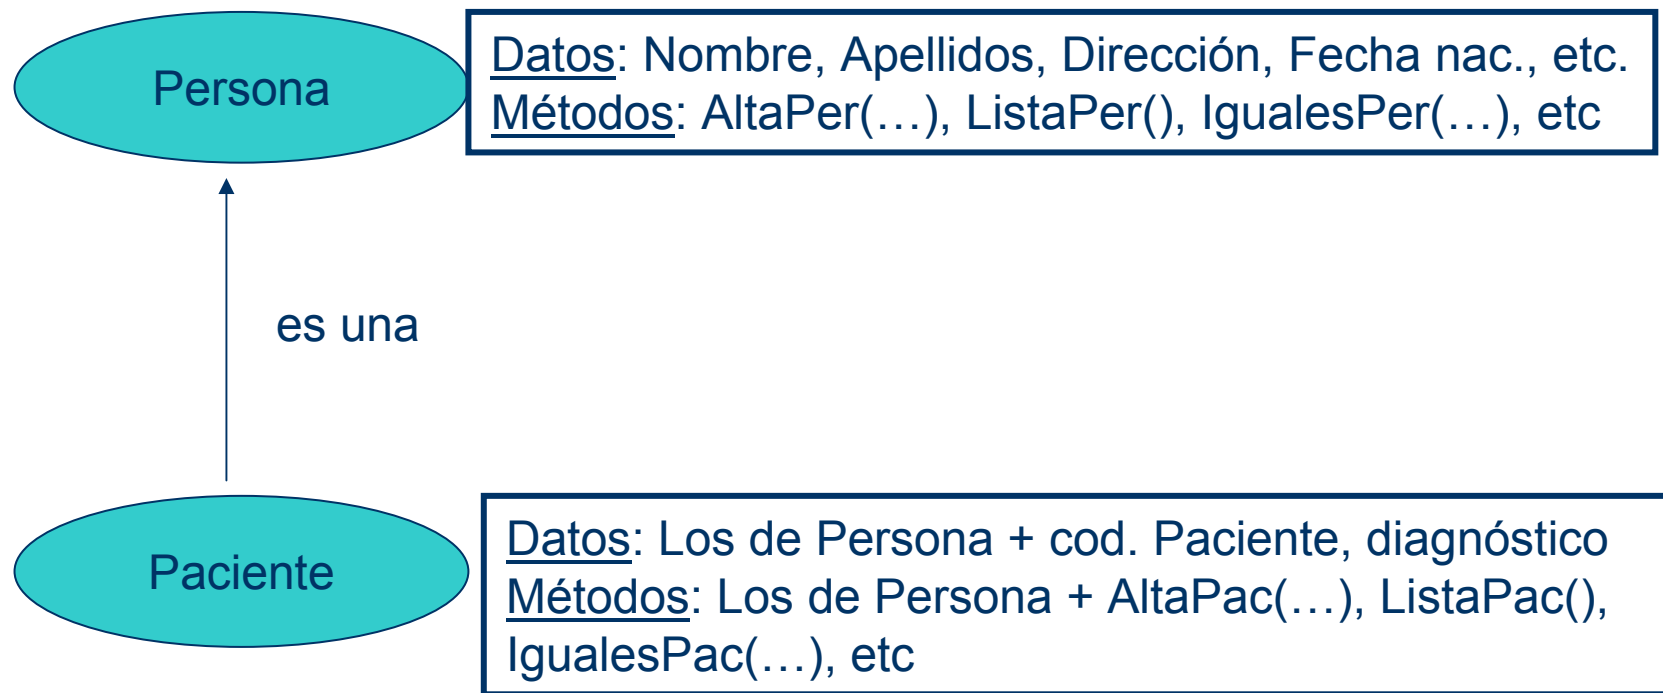 Persona
Datos: Nombre, Apellidos, Dirección, Fecha nac., etc.
Métodos: AltaPer(…), ListaPer(), IgualesPer(…), etc
es una
Paciente
Datos: Los de Persona + cod. Paciente, diagnóstico
Métodos: Los de Persona + AltaPac(…), ListaPac(),
IgualesPac(…), etc